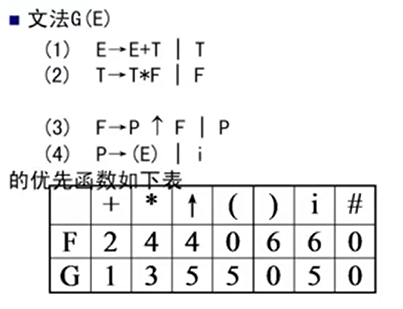 ■ 文法G(E)
(1) E→E+T | T
(2) T→T*F | F
(3) F→P ↑ F | P
(4) P→(E) | i
的优先函数如下表
+ * ↑ ( ) i #
F 2 4 4 0 6 6 0
G 1 3 5 5 0 5 0